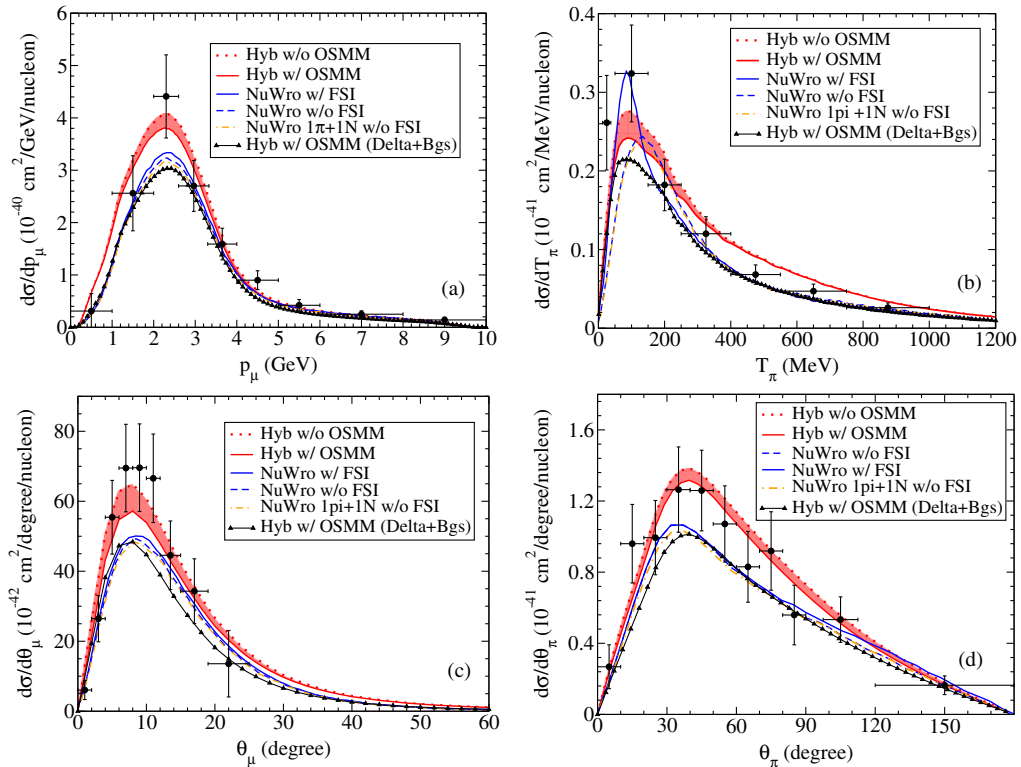 Hyb w/o OSMM
Hyb w/ OSMM
NuWro w/ FSI
NuWro w/o FSI
NuWro 1π+1N w/o FSI
Hyb w/ OSMM (Delta+Bgs)
(a)
dσ/dp_μ (10^-40 cm^2/GeV/nucleon)
0 1 2 3 4 5 6
0 1 2 3 4 5 6 7 8 9 10
p_μ (GeV)
Hyb w/o OSMM
Hyb w/ OSMM
NuWro w/ FSI
NuWro w/o FSI
NuWro 1pi +1N w/o FSI
Hyb w/ OSMM (Delta+Bgs)
(b)
dσ/dT_π (10^-41 cm^2/MeV/nucleon)
0 0.1 0.2 0.3 0.4
0 200 400 600 800 1000 1200
T_π (MeV)
Hyb w/o OSMM
Hyb w/ OSMM
NuWro w/ FSI
NuWro w/o FSI
NuWro 1pi+1N w/o FSI
Hyb w/ OSMM (Delta+Bgs)
(c)
dσ/dθ_μ (10^-42 cm^2/degree/nucleon)
0 20 40 60 80
0 10 20 30 40 50 60
θ_μ (degree)
Hyb w/o OSMM
Hyb w/ OSMM
NuWro w/o FSI
NuWro w/ FSI
NuWro 1pi+1N w/o FSI
Hyb w/ OSMM (Delta+Bgs)
(d)
dσ/dθ_π (10^-41 cm^2/degree/nucleon)
0 0.4 0.8 1.2 1.6
0 30 60 90 120 150
θ_π (degree)